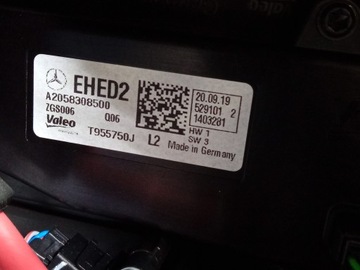 EHED2
A2058308500
ZGS006 Q06
Valeo T955750J L2
20.09.19
529101 2
1403281
HW 1
SW 3
Made in Germany